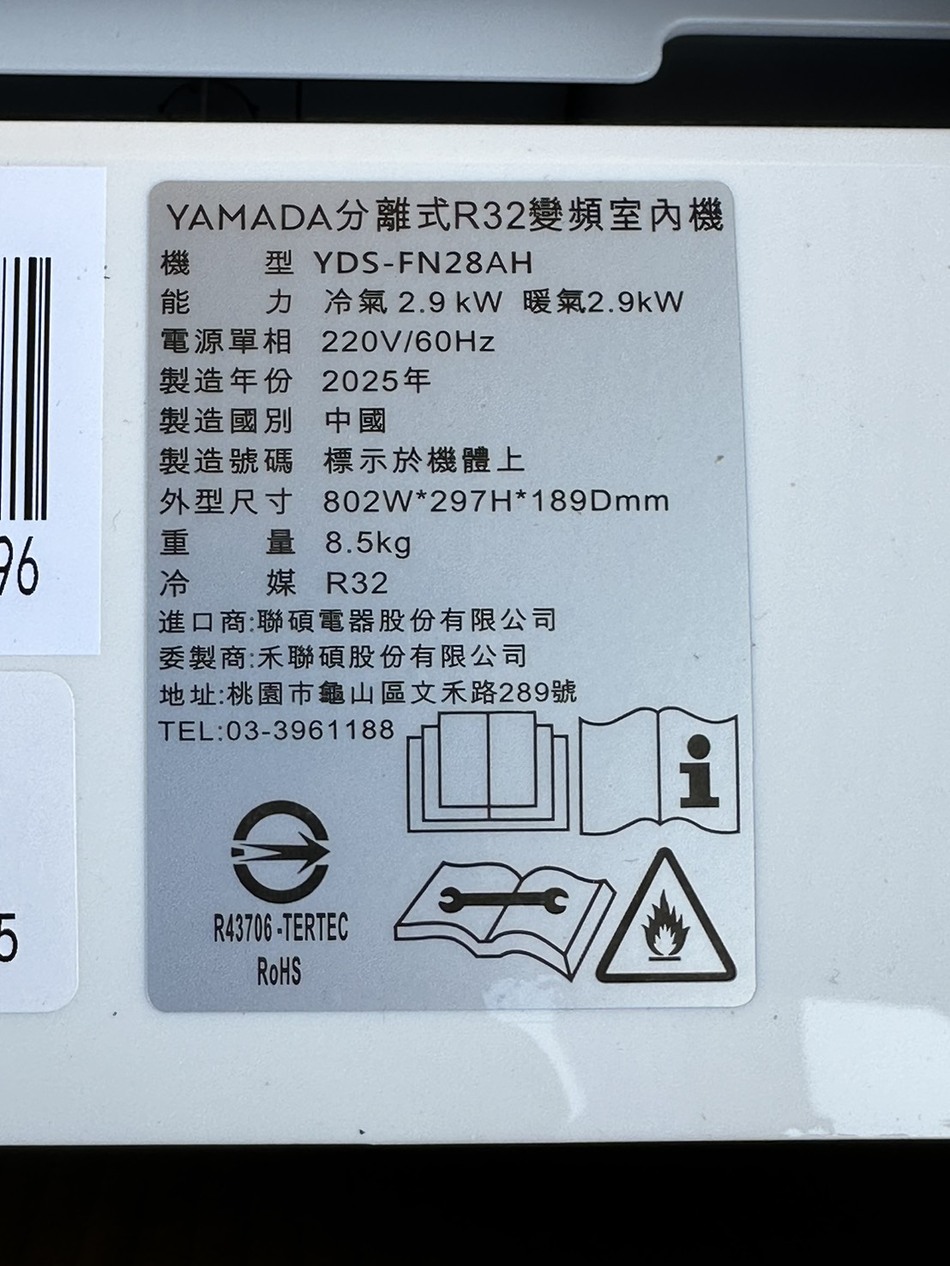 YAMADA分離式R32變頻室內機
機 型 YDS-FN28AH
能 力 冷氣 2.9 kW 暖氣2.9kW
電源單相 220V/60Hz
製造年份 2025年
製造國別 中國
製造號碼 標示於機體上
外型尺寸 802W*297H*189Dmm
重 量 8.5kg
冷 媒 R32
進口商:聯碩電器股份有限公司
委製商:禾聯碩股份有限公司
地址:桃園市龜山區文禾路289號
TEL:03-3961188
R43706-TERTEC
RoHS
96
5